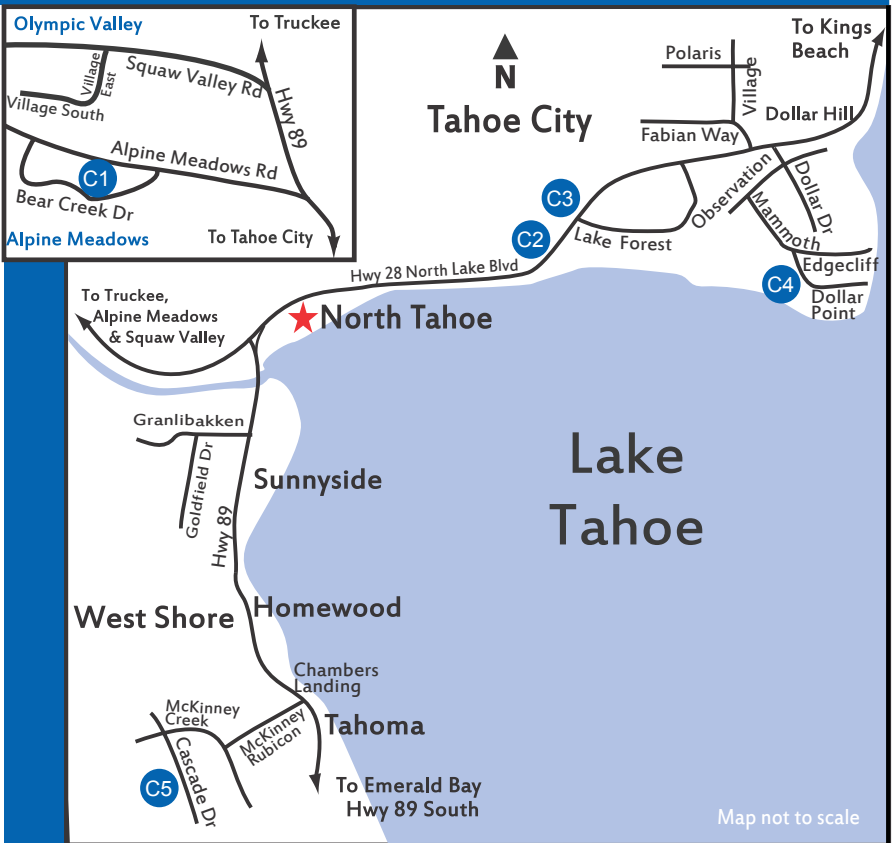 Olympic Valley
To Truckee
Squaw Valley Rd
Village
East
Village South
Hwy 89
Alpine Meadows Rd
C1
Bear Creek Dr
Alpine Meadows
To Tahoe City
N
Tahoe City
To Kings
Beach
Polaris
Village
Dollar Hill
Fabian Way
Observation
Dollar Dr
Mammoth
Edgecliff
C4
Dollar
Point
C3
C2
Lake Forest
Hwy 28 North Lake Blvd
To Truckee,
Alpine Meadows
& Squaw Valley
North Tahoe
Granlibakken
Goldfield Dr
Hwy 89
Sunnyside
Lake
Tahoe
West Shore
Homewood
Chambers
Landing
McKinney
Creek
McKinney
Rubicon
Tahoma
Cascade Dr
C5
To Emerald Bay
Hwy 89 South
Map not to scale